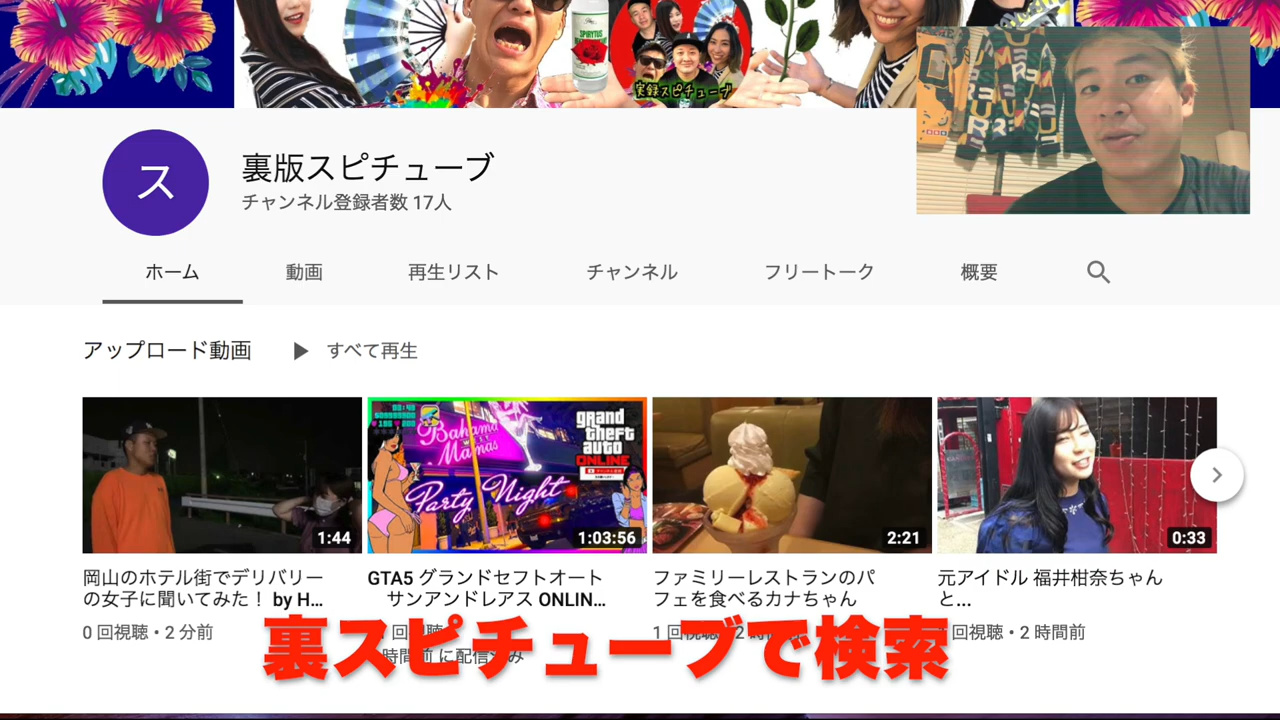 SPIRYTUS
実録スピチューブ
ス
裏版スピチューブ
チャンネル登録者数 17人
ホーム
動画
再生リスト
チャンネル
フリートーク
概要
アップロード動画
すべて再生
Bahama
Mamas
Party Night
grand
theft
auto
ONLINE
1:44
1:03:56
2:21
0:33
岡山のホテル街でデリバリー
の女子に聞いてみた！ by H...
GTA5 グランドセフトオート
サンアンドレアス ONLIN...
ファミリーレストランのパ
フェを食べるカナちゃん
元アイドル 福井柑奈ちゃん
と...
0 回視聴・2 分前
回視聴・2 時間前
裏スピチューブで検索